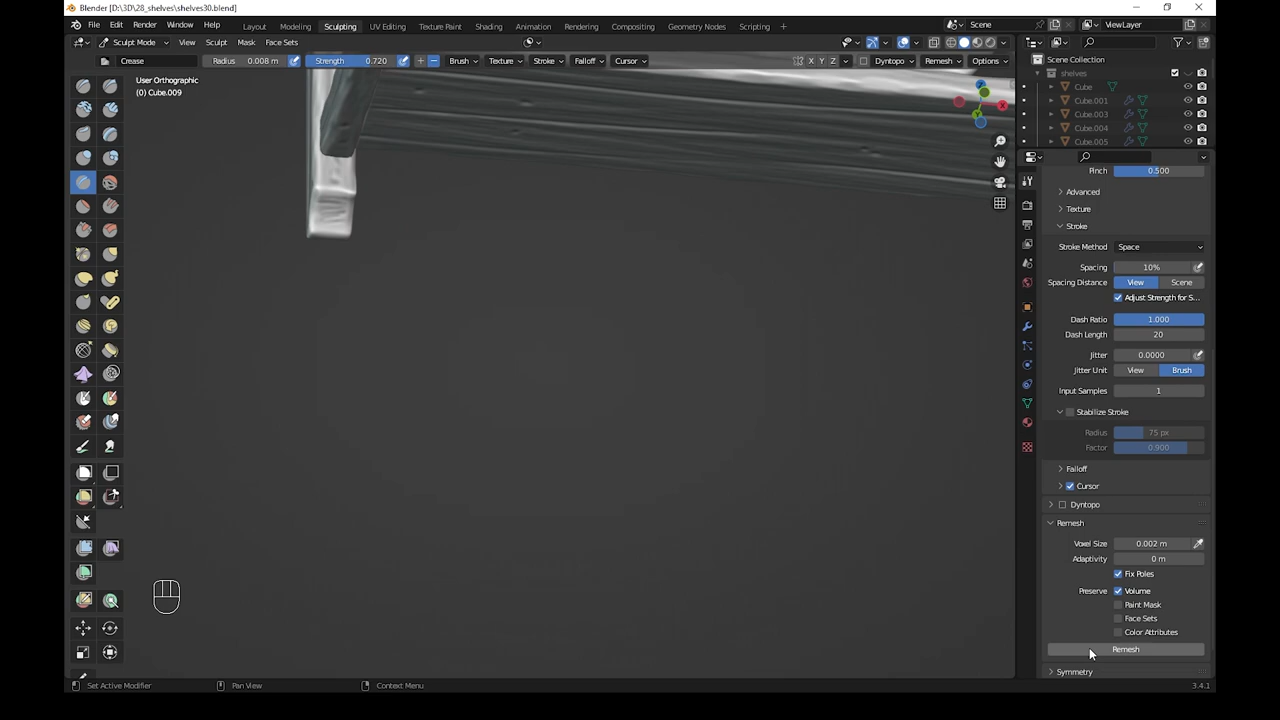 Blender [D:\3D\28_shelves\shelves30.blend]
File Edit Render Window Help Layout Modeling Sculpting UV Editing Texture Paint Shading Animation Rendering Compositing Geometry Nodes Scripting Scene ViewLayer
Sculpt Mode View Sculpt Mask Face Sets
Crease Radius 0.008 m Strength 0.720 Brush Texture Stroke Falloff Cursor X Y Z Dyntopo Remesh Options
User Orthographic
(0) Cube.009
Scene Collection
shelves
Cube
Cube.001
Cube.003
Cube.004
Cube.005
Pinch 0.500
Advanced
Texture
Stroke
Stroke Method Space
Spacing 10%
Spacing Distance View Scene
Adjust Strength for S...
Dash Ratio 1.000
Dash Length 20
Jitter 0.0000
Jitter Unit View Brush
Input Samples 1
Stabilize Stroke
Radius 75 px
Factor 0.900
Falloff
Cursor
Dyntopo
Remesh
Voxel Size 0.002 m
Adaptivity 0 m
Fix Poles
Preserve Volume
Paint Mask
Face Sets
Color Attributes
Remesh
Symmetry
Set Active Modifier Pan View Context Menu 3.4.1